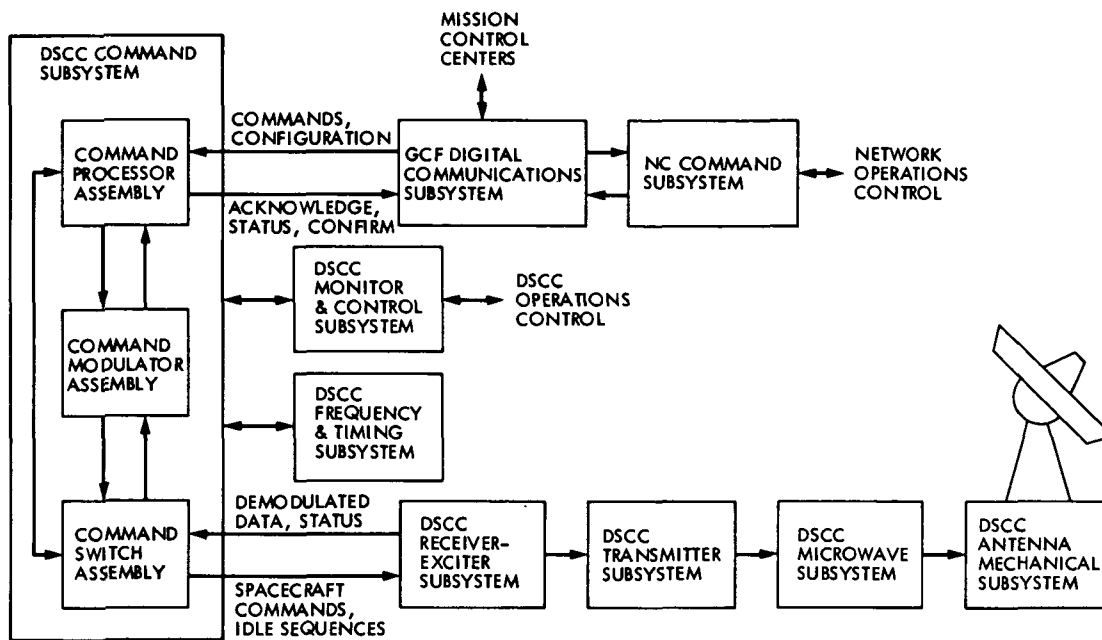 MISSION
CONTROL
CENTERS
DSCC COMMAND
SUBSYSTEM
COMMANDS,
CONFIGURATION
COMMAND
PROCESSOR
ASSEMBLY
GCF DIGITAL
COMMUNICATIONS
SUBSYSTEM
NC COMMAND
SUBSYSTEM
NETWORK
OPERATIONS
CONTROL
ACKNOWLEDGE,
STATUS, CONFIRM
DSCC
MONITOR
& CONTROL
SUBSYSTEM
DSCC
OPERATIONS
CONTROL
COMMAND
MODULATOR
ASSEMBLY
DSCC
FREQUENCY
& TIMING
SUBSYSTEM
DEMODULATED
DATA, STATUS
COMMAND
SWITCH
ASSEMBLY
DSCC
RECEIVER-
EXCITER
SUBSYSTEM
DSCC
TRANSMITTER
SUBSYSTEM
DSCC
MICROWAVE
SUBSYSTEM
DSCC
ANTENNA
MECHANICAL
SUBSYSTEM
SPACECRAFT
COMMANDS,
IDLE SEQUENCES